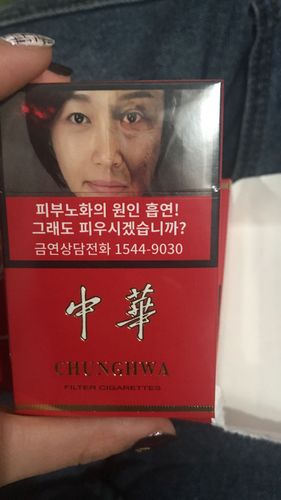 피부노화의 원인 흡연!
그래도 피우시겠습니까?
금연상담전화 1544-9030
中華
CHUNGHWA
FILTER CIGARETTES